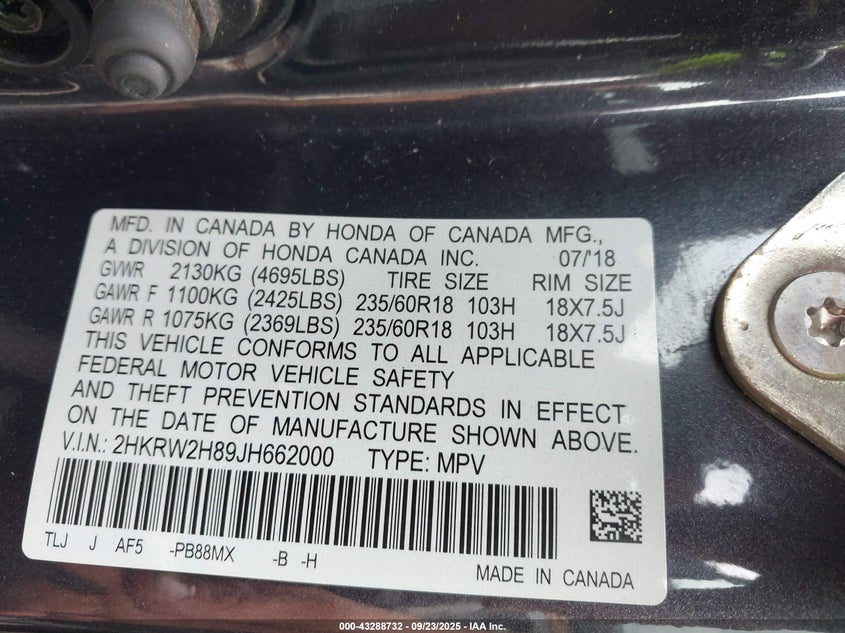 MFD. IN CANADA BY HONDA OF CANADA MFG.,
A DIVISION OF HONDA CANADA INC. 07/'18
GVWR 2130KG (4695LBS) TIRE SIZE RIM SIZE
GAWR F 1100KG (2425LBS) 235/60R18 103H 18X7.5J
GAWR R 1075KG (2369LBS) 235/60R18 103H 18X7.5J
THIS VEHICLE CONFORMS TO ALL APPLICABLE
FEDERAL MOTOR VEHICLE SAFETY
AND THEFT PREVENTION STANDARDS IN EFFECT
ON THE DATE OF MANUFACTURE SHOWN ABOVE.
V.I.N.: 2HKRW2H89JH662000 TYPE: MPV
TLJ J AF5 -PB88MX -B -H
MADE IN CANADA
000-43288732 - 09/23/2025 - IAA Inc.